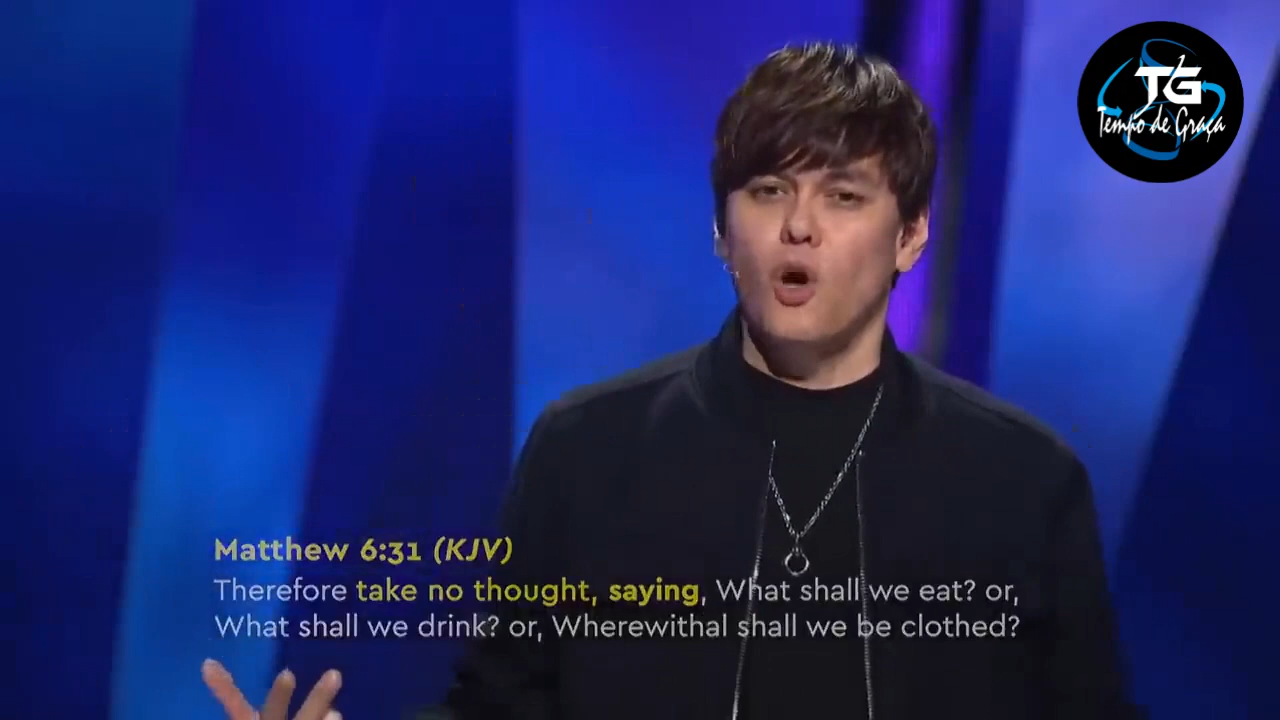 JTG
Tempo de Graça
Matthew 6:31 (KJV)
Therefore take no thought, saying, What shall we eat? or,
What shall we drink? or, Wherewithal shall we be clothed?